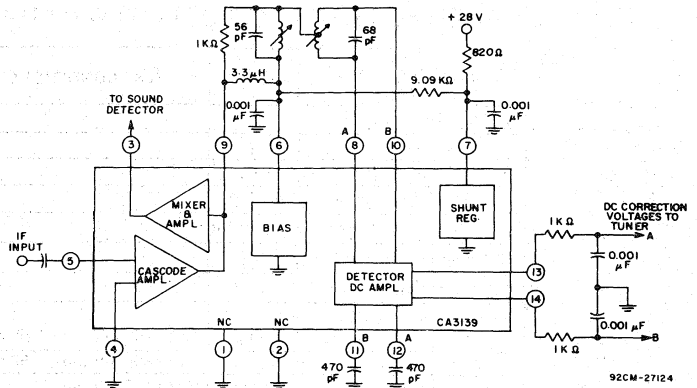 56
pF
68
pF
+ 28 V
1 KΩ
820Ω
3.3 μH
9.09 KΩ
TO SOUND
DETECTOR
0.001
μF
0.001
μF
A
B
3
9
6
8
10
7
MIXER
&
AMPL.
BIAS
SHUNT
REG.
DC CORRECTION
VOLTAGES TO
TUNER
1 KΩ
A
IF
INPUT
5
CASCODE
AMPL.
DETECTOR
DC AMPL.
13
0.001
μF
14
NC
NC
CA3139
0.001
μF
B
A
B
4
1
2
11
12
1 KΩ
470
pF
470
pF
92CM-27124